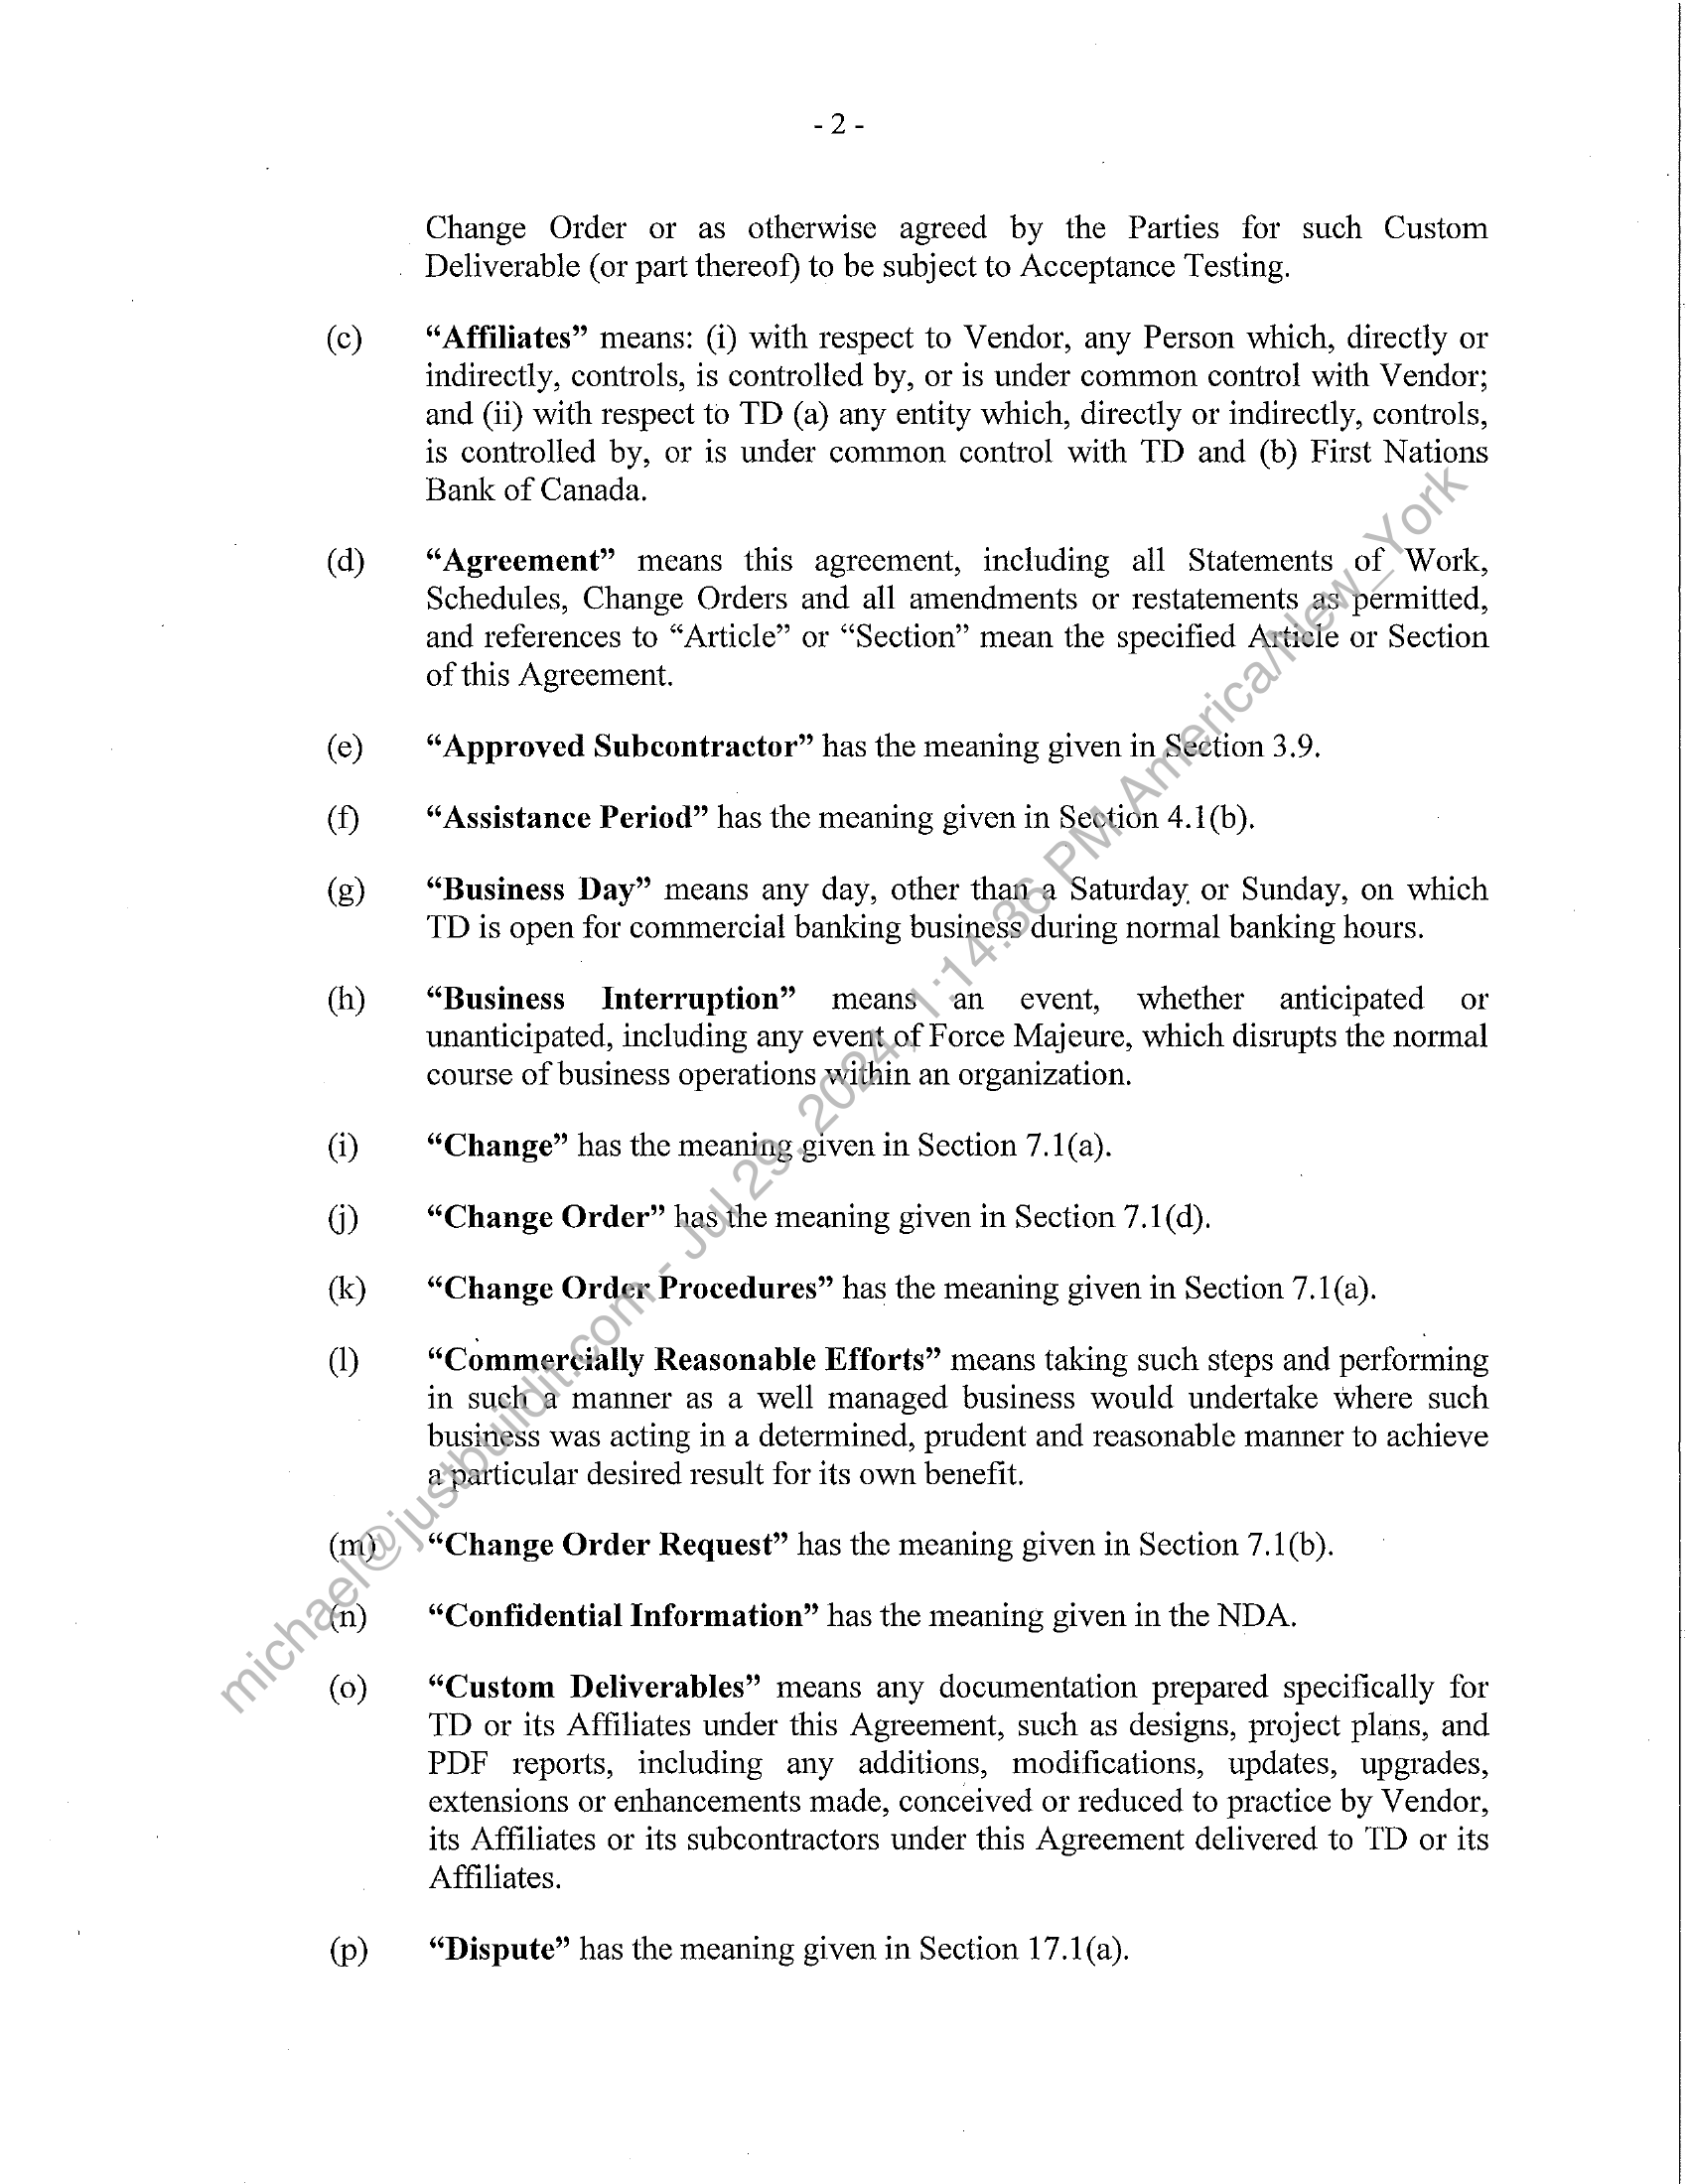 - 2 -
Change Order or as otherwise agreed by the Parties for such Custom
Deliverable (or part thereof) to be subject to Acceptance Testing.
(c) “Affiliates” means: (i) with respect to Vendor, any Person which, directly or
indirectly, controls, is controlled by, or is under common control with Vendor;
and (ii) with respect to TD (a) any entity which, directly or indirectly, controls,
is controlled by, or is under common control with TD and (b) First Nations
Bank of Canada.
(d) “Agreement” means this agreement, including all Statements of Work,
Schedules, Change Orders and all amendments or restatements as permitted,
and references to “Article” or “Section” mean the specified Article or Section
of this Agreement.
(e) “Approved Subcontractor” has the meaning given in Section 3.9.
(f) “Assistance Period” has the meaning given in Section 4.1(b).
(g) “Business Day” means any day, other than a Saturday or Sunday, on which
TD is open for commercial banking business during normal banking hours.
(h) “Business Interruption” means an event, whether anticipated or
unanticipated, including any event of Force Majeure, which disrupts the normal
course of business operations within an organization.
(i) “Change” has the meaning given in Section 7.1(a).
(j) “Change Order” has the meaning given in Section 7.1(d).
(k) “Change Order Procedures” has the meaning given in Section 7.1(a).
(l) “Commercially Reasonable Efforts” means taking such steps and performing
in such a manner as a well managed business would undertake where such
business was acting in a determined, prudent and reasonable manner to achieve
a particular desired result for its own benefit.
(m) “Change Order Request” has the meaning given in Section 7.1(b).
(n) “Confidential Information” has the meaning given in the NDA.
(o) “Custom Deliverables” means any documentation prepared specifically for
TD or its Affiliates under this Agreement, such as designs, project plans, and
PDF reports, including any additions, modifications, updates, upgrades,
extensions or enhancements made, conceived or reduced to practice by Vendor,
its Affiliates or its subcontractors under this Agreement delivered to TD or its
Affiliates.
(p) “Dispute” has the meaning given in Section 17.1(a).
michael@justbuildit.com - Jul 29, 2024, 1:14:36 PM America/New_York